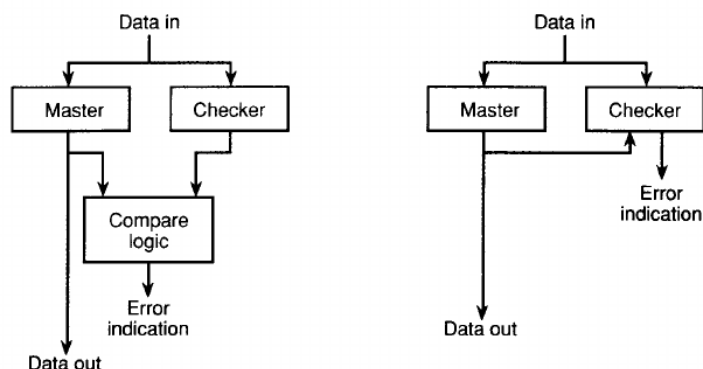 Data in
Master
Checker
Compare
logic
Error
indication
Data out
Data in
Master
Checker
Error
indication
Data out